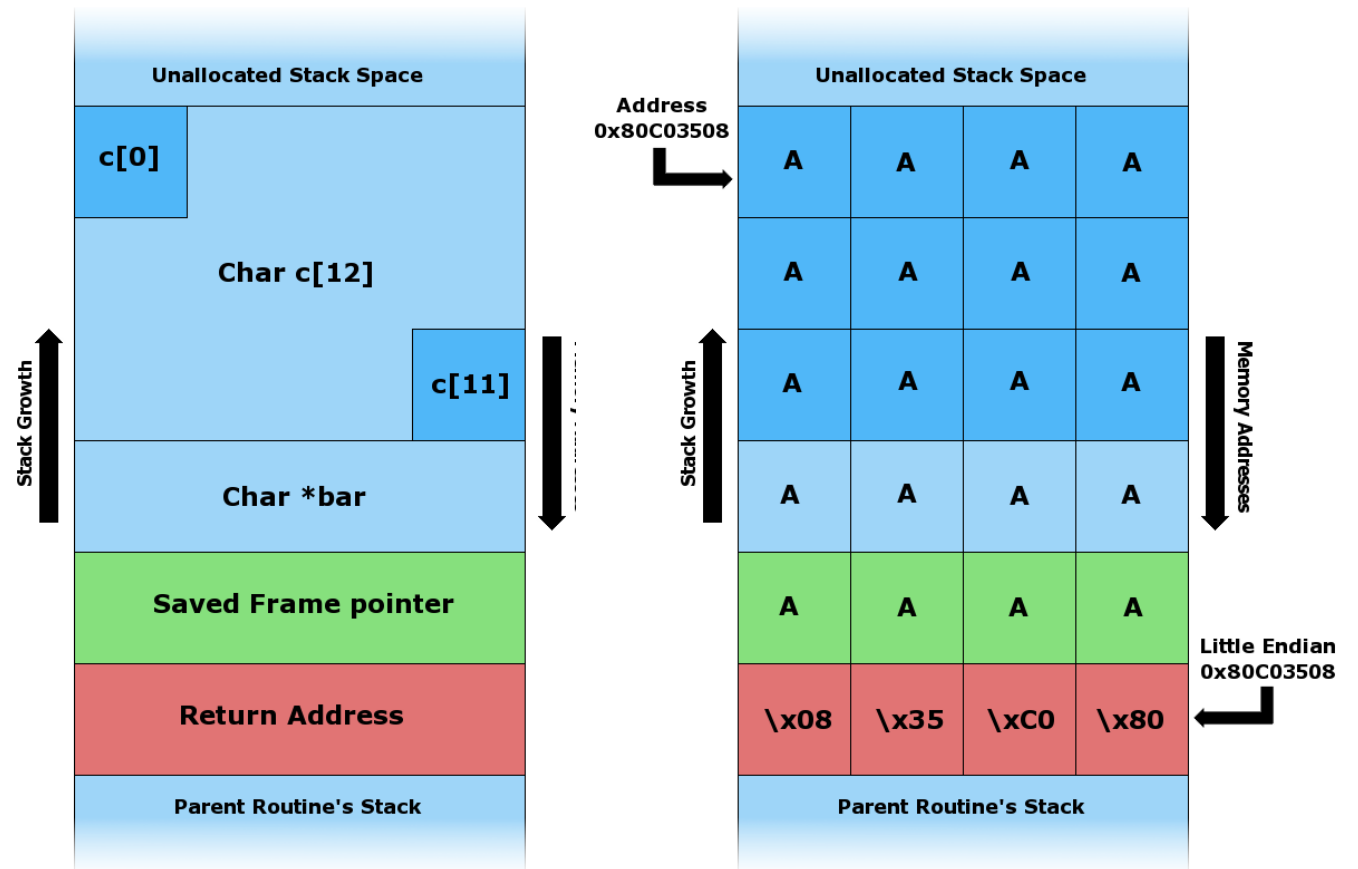 Unallocated Stack Space
c[0]
Char c[12]
c[11]
Stack Growth
Char *bar
Saved Frame pointer
Return Address
Parent Routine's Stack
Unallocated Stack Space
Address
0x80C03508
A A A A
A A A A
A A A A
Stack Growth
Memory Addresses
A A A A
A A A A
Little Endian
0x80C03508
\x08 \x35 \xC0 \x80
Parent Routine's Stack